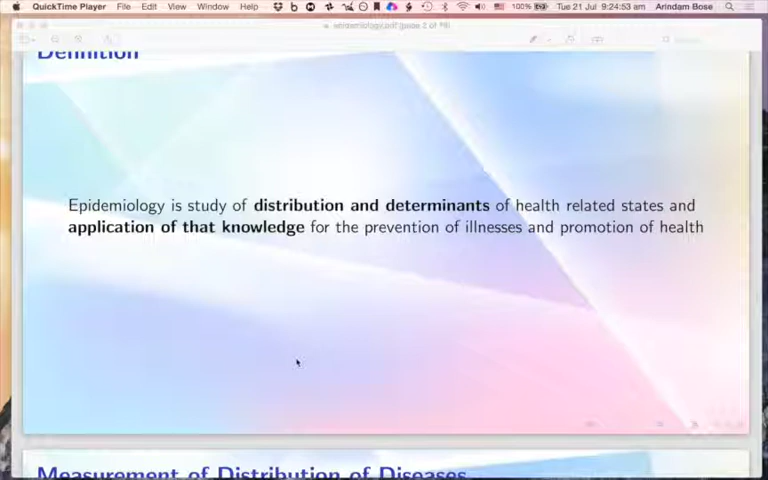 QuickTime Player File Edit View Window Help 100% Tue 21 Jul 9:24:53 am Arindam Bose
epidemiology.pdf (page 2 of 19)
Definition
Epidemiology is study of distribution and determinants of health related states and
application of that knowledge for the prevention of illnesses and promotion of health
Measurement of Distribution of Diseases